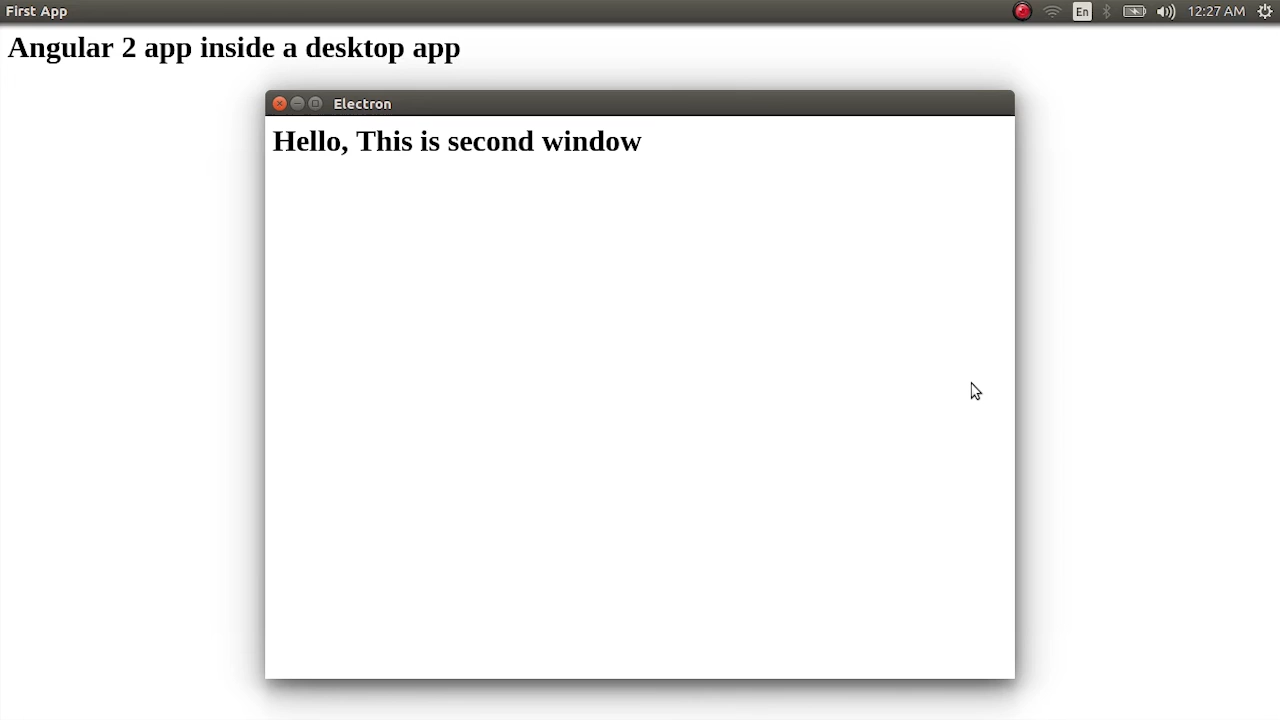 First App
En
12:27 AM
Angular 2 app inside a desktop app
Electron
Hello, This is second window